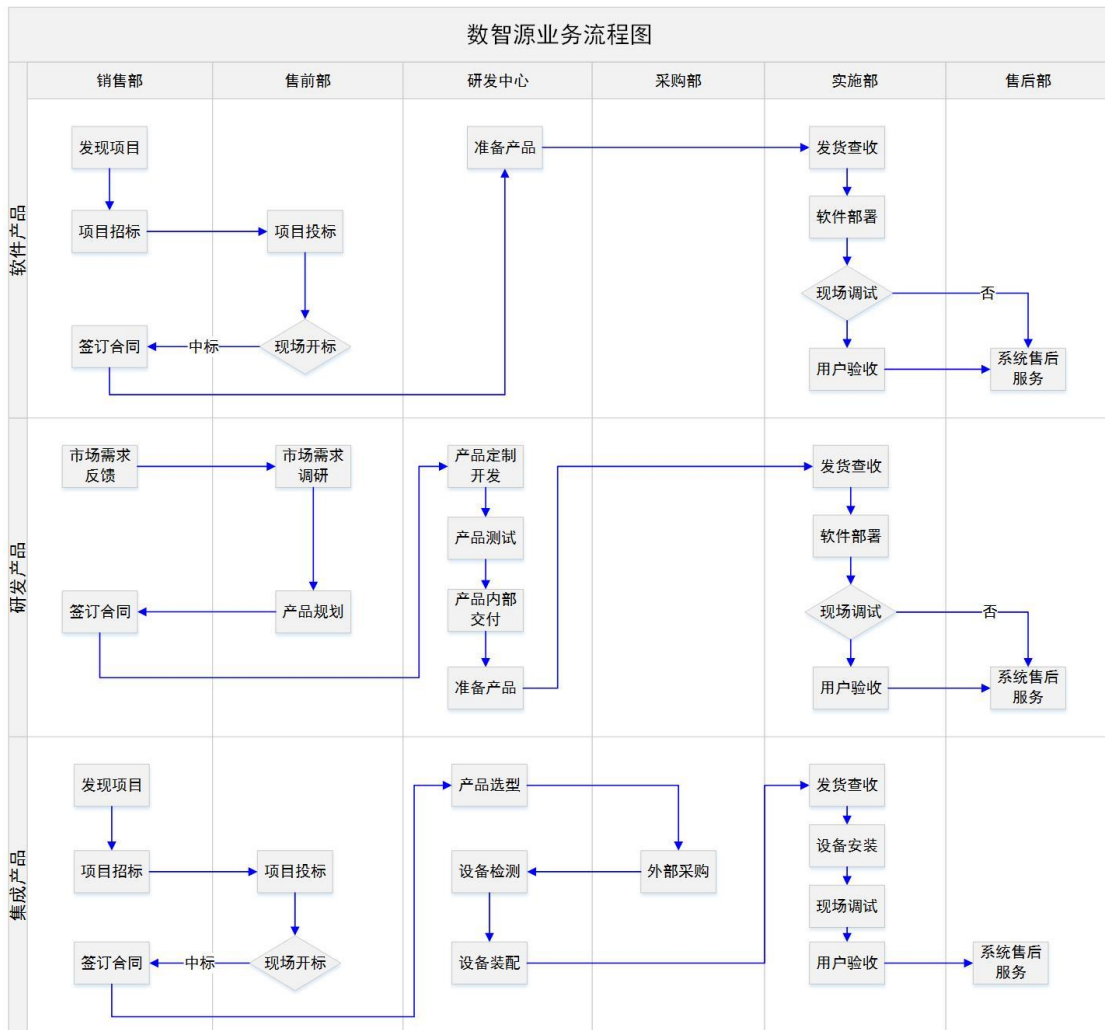 数智源业务流程图
销售部
售前部
研发中心
采购部
实施部
售后部
软件产品
发现项目
准备产品
发货查收
项目招标
项目投标
软件部署
现场调试
否
签订合同
中标
现场开标
用户验收
系统售后
服务
研发产品
市场需求
反馈
市场需求
调研
产品定制
开发
发货查收
产品测试
软件部署
签订合同
产品规划
产品内部
交付
现场调试
否
准备产品
用户验收
系统售后
服务
集成产品
发现项目
产品选型
发货查收
设备安装
项目招标
项目投标
设备检测
外部采购
现场调试
签订合同
中标
现场开标
设备装配
用户验收
系统售后
服务